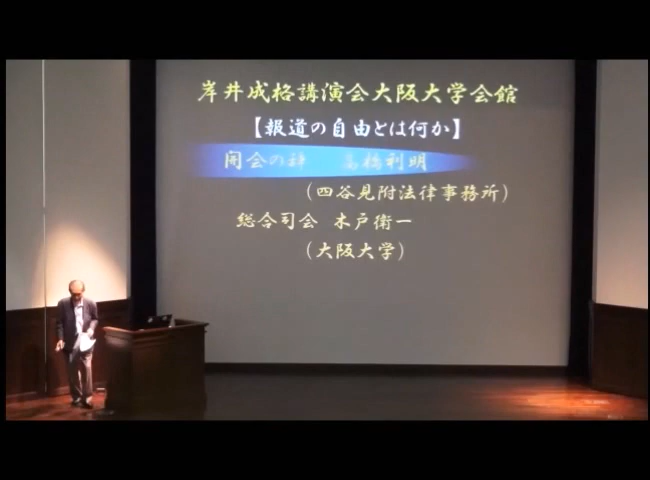 岸井成格講演会大阪大学会館
【報道の自由とは何か】
開会の辞　高橋利明
(四谷見附法律事務所)
総合司会　木戸衛一
(大阪大学)